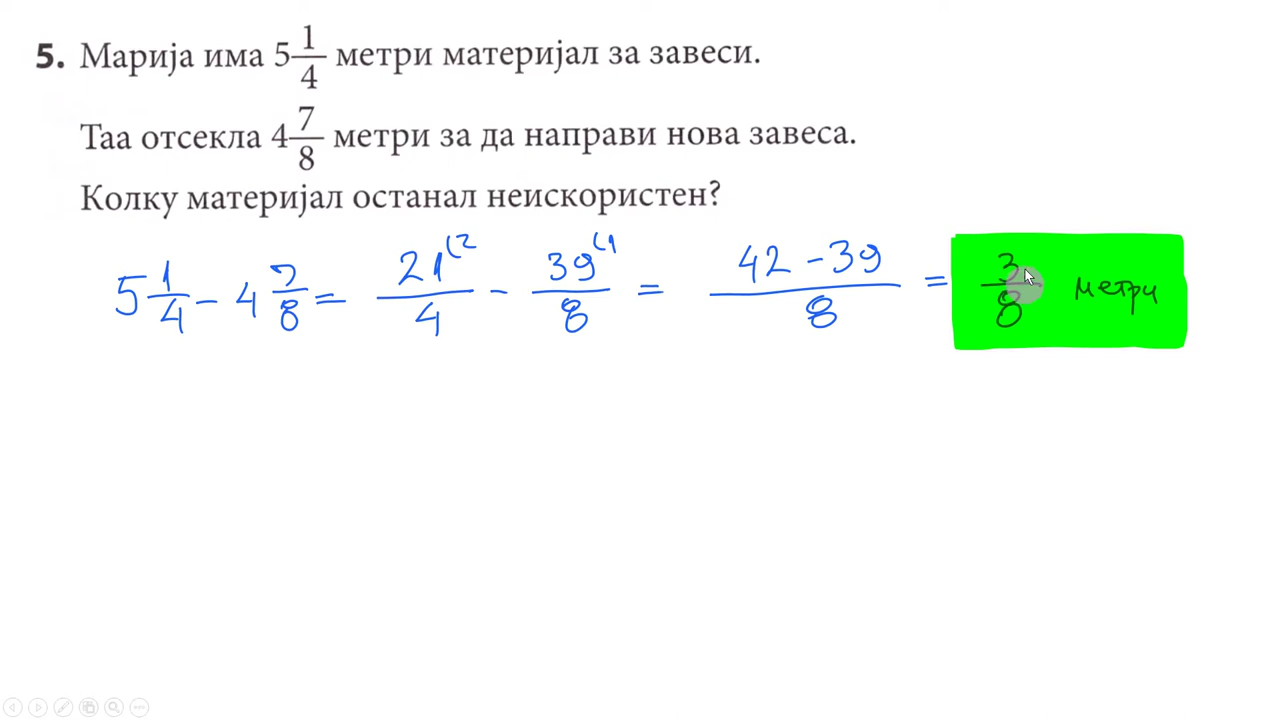 5. Марија има 5 1/4 метри материјал за завеси.
Таа отсекла 4 7/8 метри за да направи нова завеса.
Колку материјал останал неискористен?
5 1/4 - 4 7/8 = 21(2/4 - 39(1/8 = 42 - 39/8 = 3/8 метри